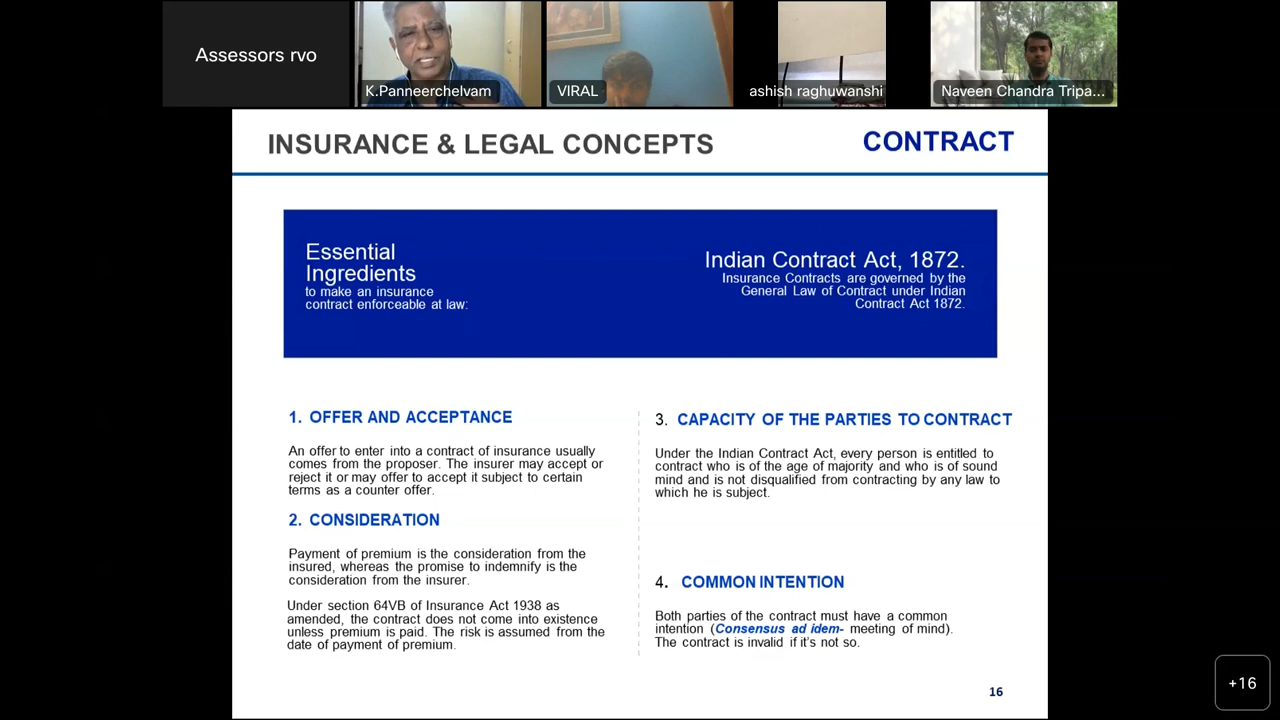 Assessors rvo
K.Panneerchelvam
VIRAL
ashish raghuwanshi
Naveen Chandra Tripa...
INSURANCE & LEGAL CONCEPTS
CONTRACT
Essential
Ingredients
to make an insurance
contract enforceable at law:
Indian Contract Act, 1872.
Insurance Contracts are governed by the
General Law of Contract under Indian
Contract Act 1872.
1. OFFER AND ACCEPTANCE
An offer to enter into a contract of insurance usually
comes from the proposer. The insurer may accept or
reject it or may offer to accept it subject to certain
terms as a counter offer.
2. CONSIDERATION
Payment of premium is the consideration from the
insured, whereas the promise to indemnify is the
consideration from the insurer.
Under section 64VB of Insurance Act 1938 as
amended, the contract does not come into existence
unless premium is paid. The risk is assumed from the
date of payment of premium.
3. CAPACITY OF THE PARTIES TO CONTRACT
Under the Indian Contract Act, every person is entitled to
contract who is of the age of majority and who is of sound
mind and is not disqualified from contracting by any law to
which he is subject.
4. COMMON INTENTION
Both parties of the contract must have a common
intention (Consensus ad idem- meeting of mind).
The contract is invalid if it's not so.
16
+16